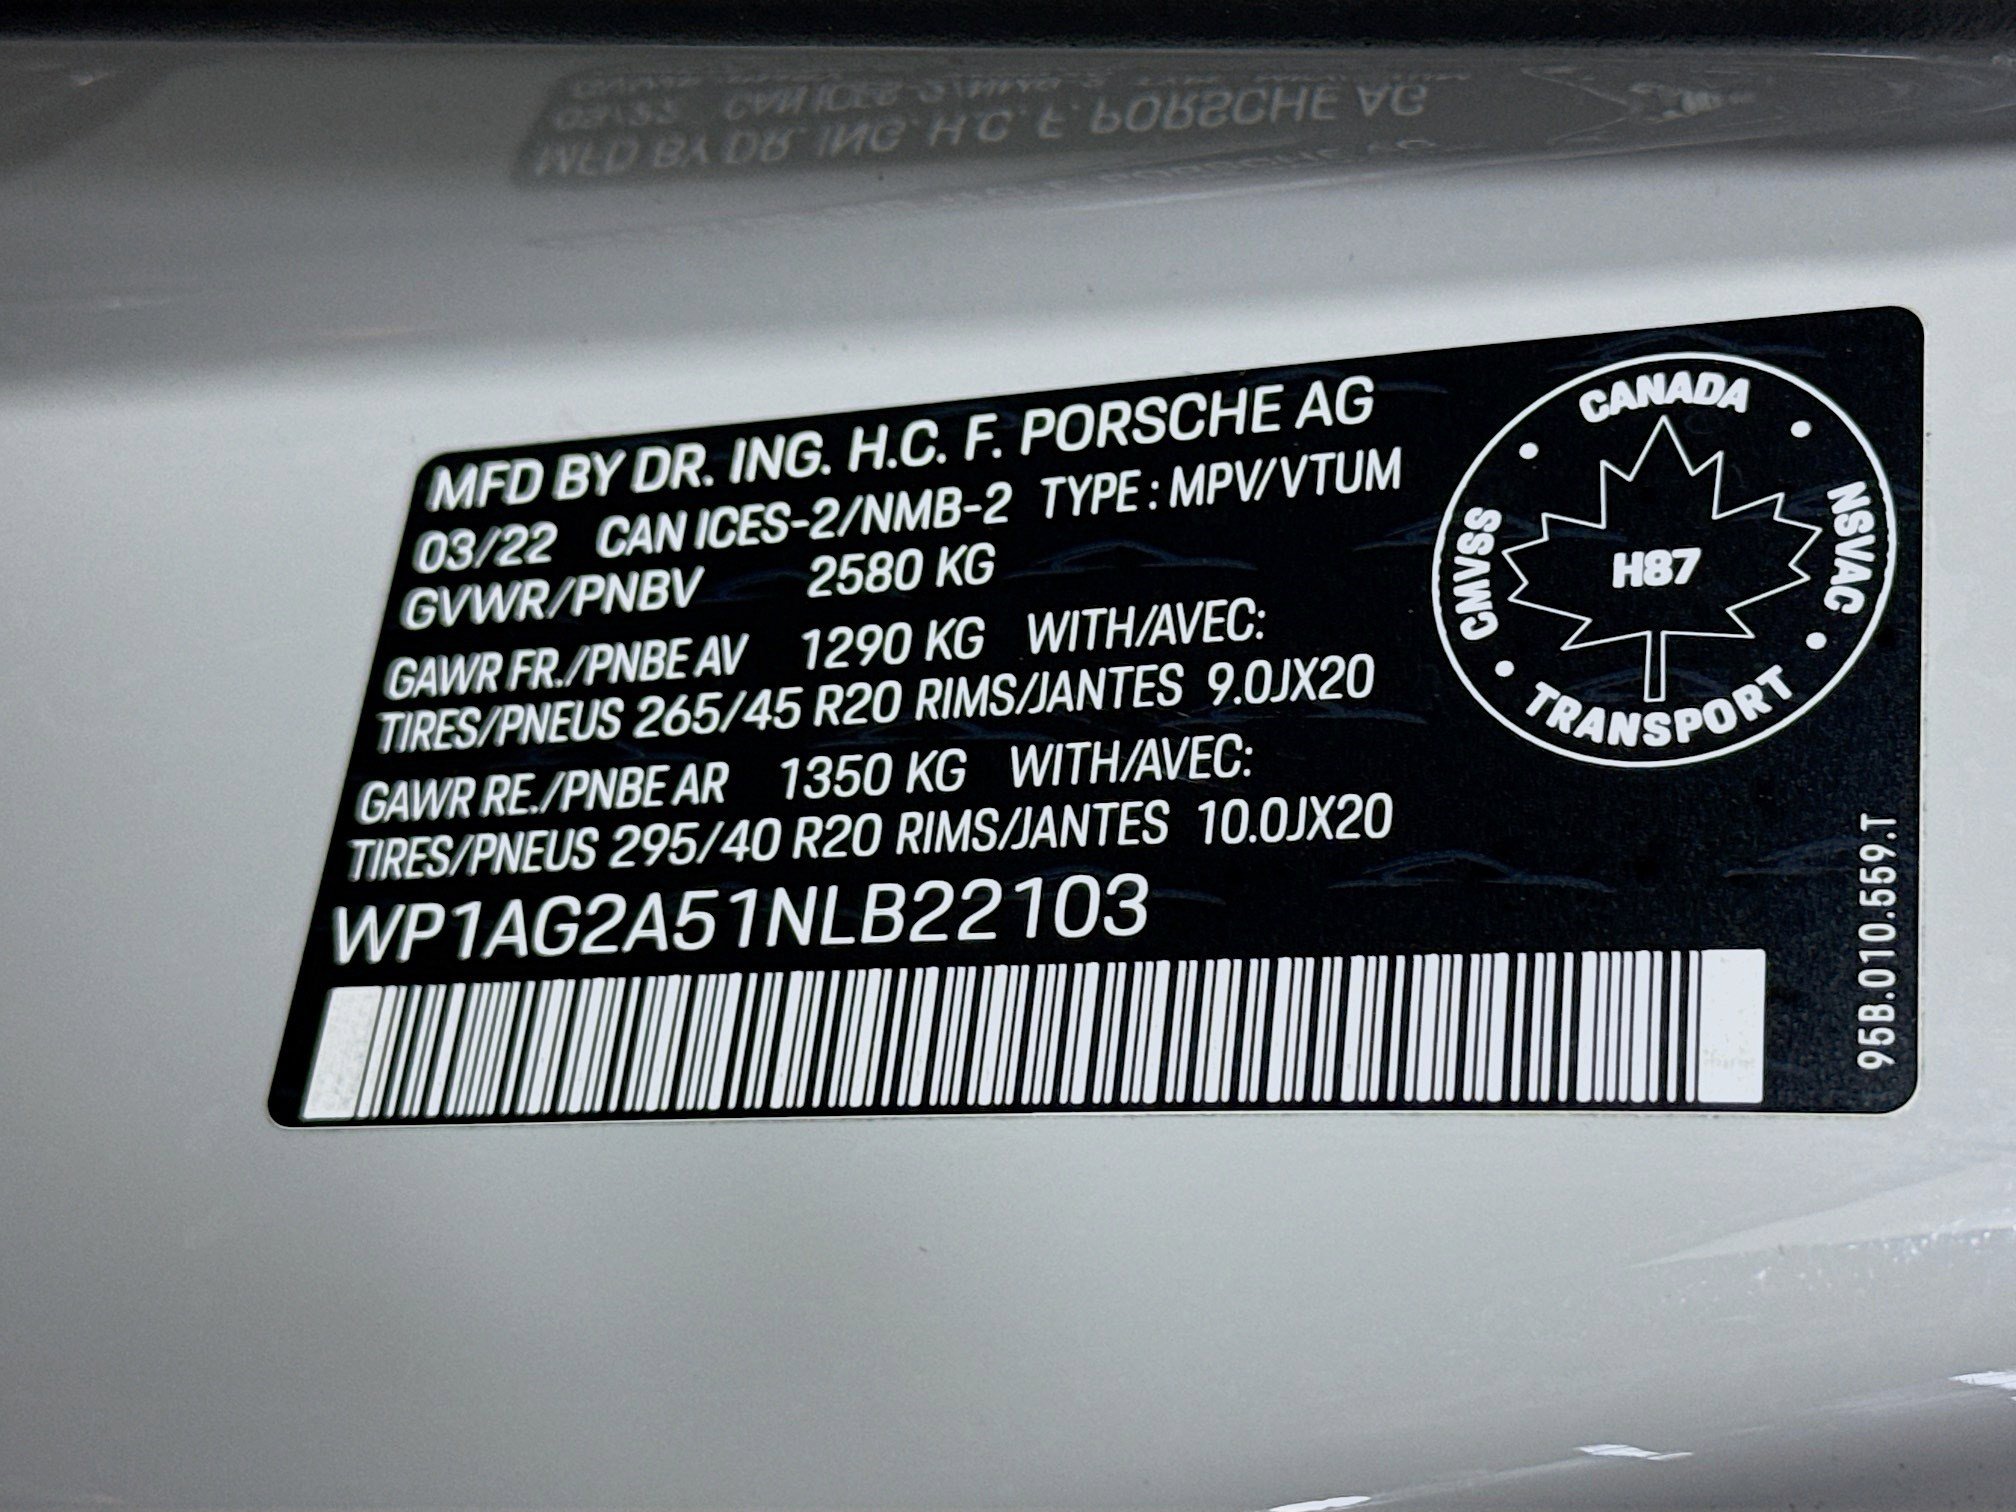 MFD BY DR. ING. H.C. F. PORSCHE AG
03/22 CAN ICES-2/NMB-2 TYPE : MPV/VTUM
GVWR/PNBV 2580 KG
GAWR FR./PNBE AV 1290 KG WITH/AVEC:
TIRES/PNEUS 265/45 R20 RIMS/JANTES 9.0JX20
GAWR RE./PNBE AR 1350 KG WITH/AVEC:
TIRES/PNEUS 295/40 R20 RIMS/JANTES 10.0JX20
WP1AG2A51NLB22103
CANADA
NSVAC
TRANSPORT
CMVSS
H87
95B.010.559.T